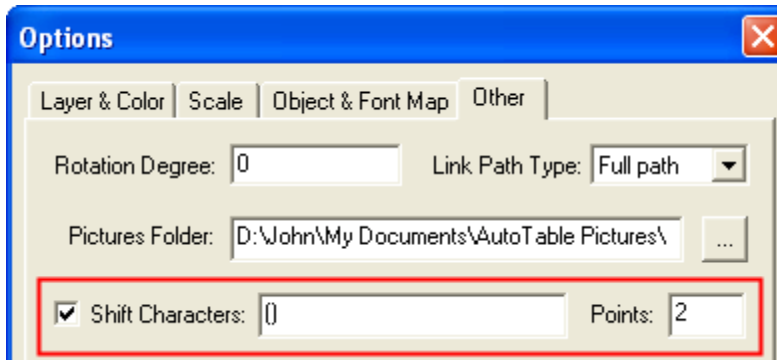 Options
Layer & Color Scale Object & Font Map Other
Rotation Degree: 0 Link Path Type: Full path
Pictures Folder: D:\John\My Documents\AutoTable Pictures\ ...
Shift Characters: () Points: 2